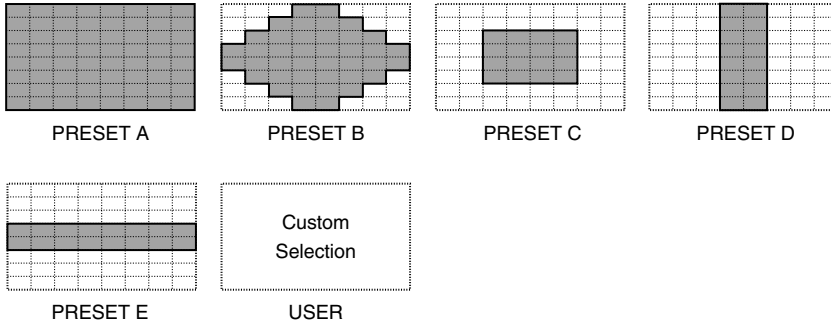 PRESET A
PRESET B
PRESET C
PRESET D
Custom
Selection
PRESET E
USER